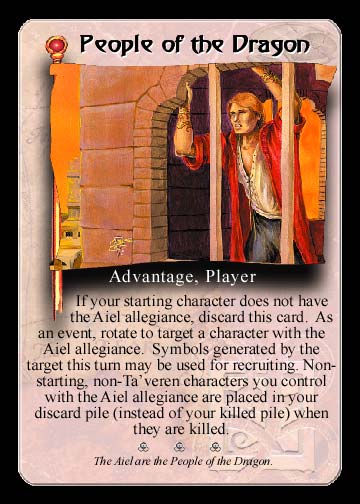 People of the Dragon
Advantage, Player
If your starting character does not have
the Aiel allegiance, discard this card. As
an event, rotate to target a character with the
Aiel allegiance. Symbols generated by the
target this turn may be used for recruiting. Non-
starting, non-Ta'veren characters you control
with the Aiel allegiance are placed in your
discard pile (instead of your killed pile) when
they are killed.
The Aiel are the People of the Dragon.